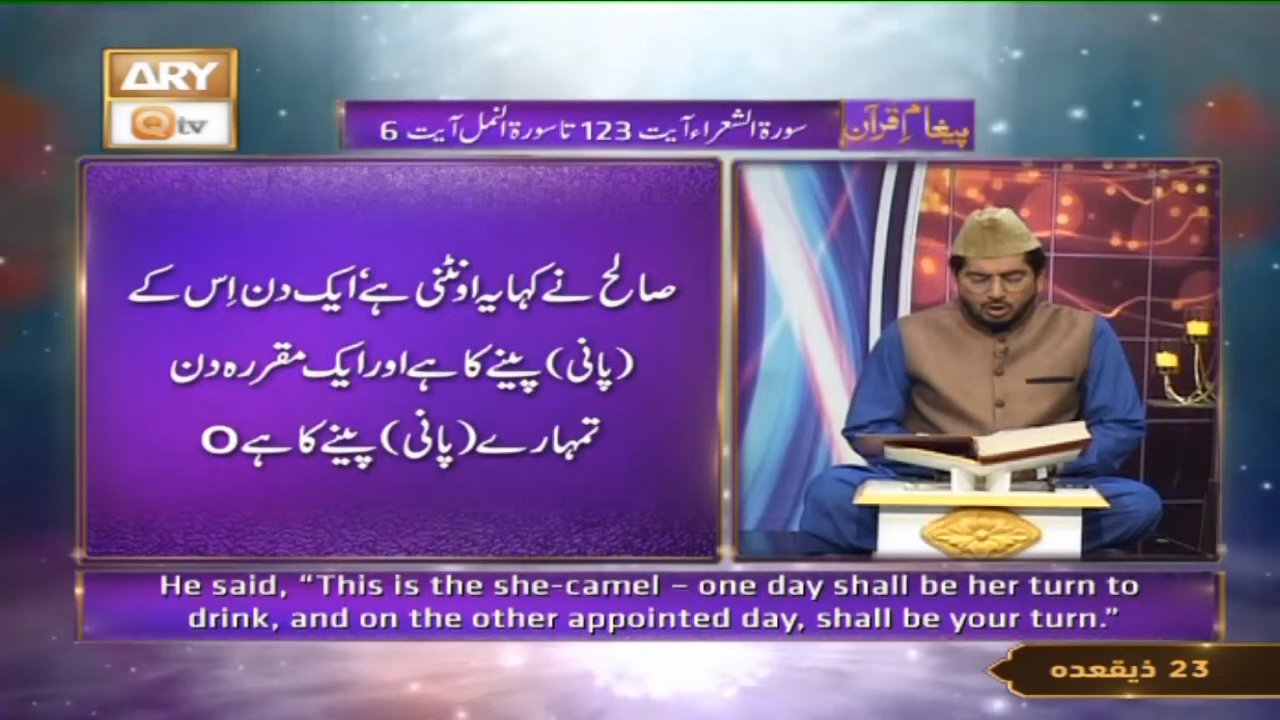 ARY
Qtv
پیغامِ قرآن
سورۃ الشعراء آیت 123 تا سورۃ النمل آیت 6
صالح نے کہا یہ اونٹنی ہے، ایک دن اِس کے
(پانی) پینے کا ہے اور ایک مقررہ دن
تمہارے (پانی) پینے کا ہے O
He said, “This is the she-camel – one day shall be her turn to
drink, and on the other appointed day, shall be your turn.”
23 ذیقعدہ